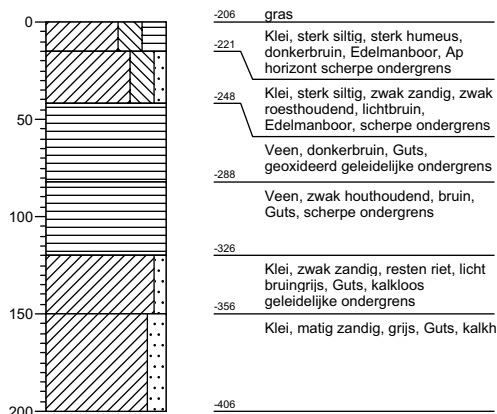 0
50
100
150
200
-206
gras
Klei, sterk siltig, sterk humeus,
donkerbruin, Edelmanboor, Ap
horizont scherpe ondergrens
-221
Klei, sterk siltig, zwak zandig, zwak
roesthoudend, lichtbruin,
Edelmanboor, scherpe ondergrens
-248
Veen, donkerbruin, Guts,
geoxideerd geleidelijke ondergrens
-288
Veen, zwak houthoudend, bruin,
Guts, scherpe ondergrens
-326
Klei, zwak zandig, resten riet, licht
bruingrijs, Guts, kalkloos
geleidelijke ondergrens
-356
Klei, matig zandig, grijs, Guts, kalkh
-406